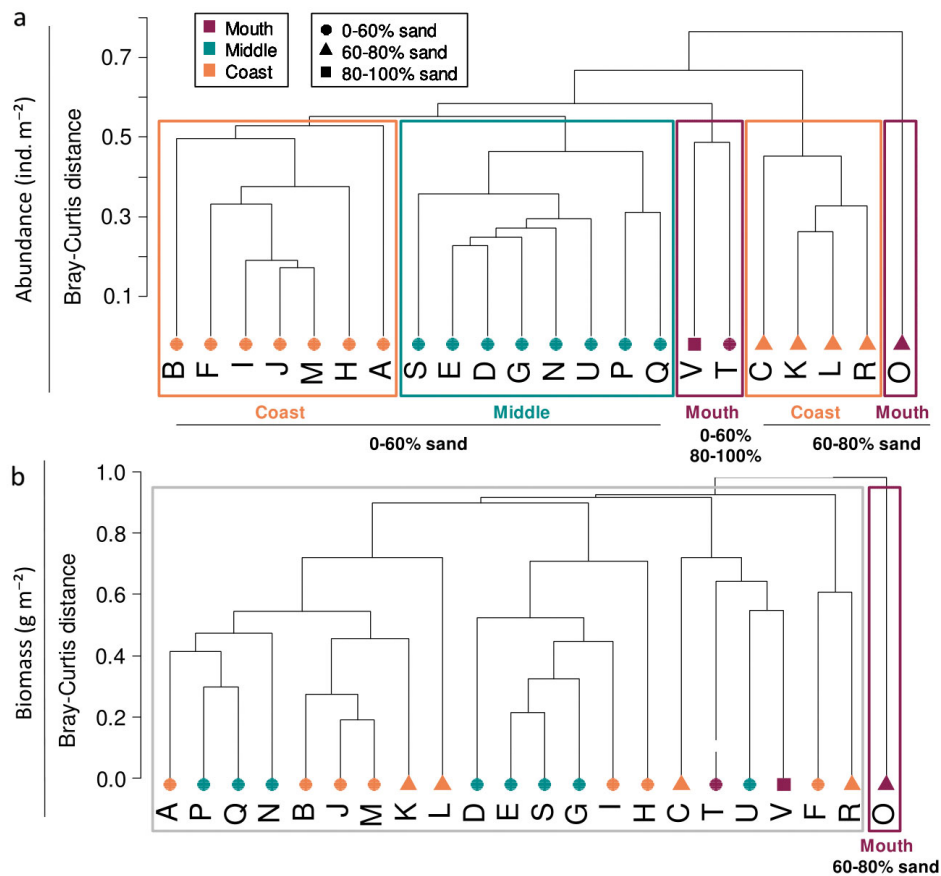 a
Mouth
Middle
Coast
0-60% sand
60-80% sand
80-100% sand
Abundance (ind. m⁻²)
Bray-Curtis distance
0.7
0.5
0.3
0.1
B F I J M H A S E D G N U P Q V T C K L R O
Coast Middle Mouth Coast Mouth
0-60% sand 0-60% 60-80% sand
80-100%
b
Biomass (g m⁻²)
Bray-Curtis distance
1.0
0.8
0.6
0.4
0.2
0.0
A P Q N B J M K L D E S G I H C T U V F R O
Mouth
60-80% sand